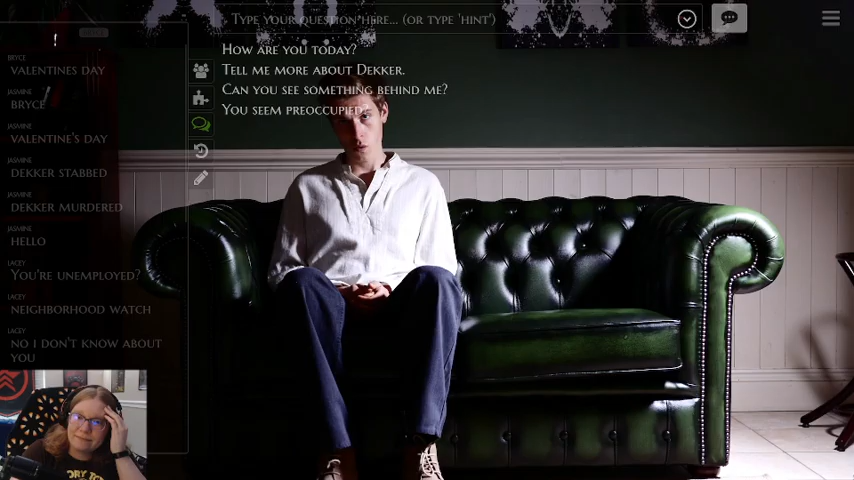 Type your question here... (or type 'hint')
How are you today?
Tell me more about Dekker.
Can you see something behind me?
You seem preoccupied?
BRYCE
BRYCE
VALENTINES DAY
JASMINE
BRYCE
JASMINE
VALENTINE'S DAY
JASMINE
DEKKER STABBED
JASMINE
DEKKER MURDERED
JASMINE
HELLO
LACEY
YOU'RE UNEMPLOYED?
LACEY
NEIGHBORHOOD WATCH
LACEY
NO I DON'T KNOW ABOUT
YOU